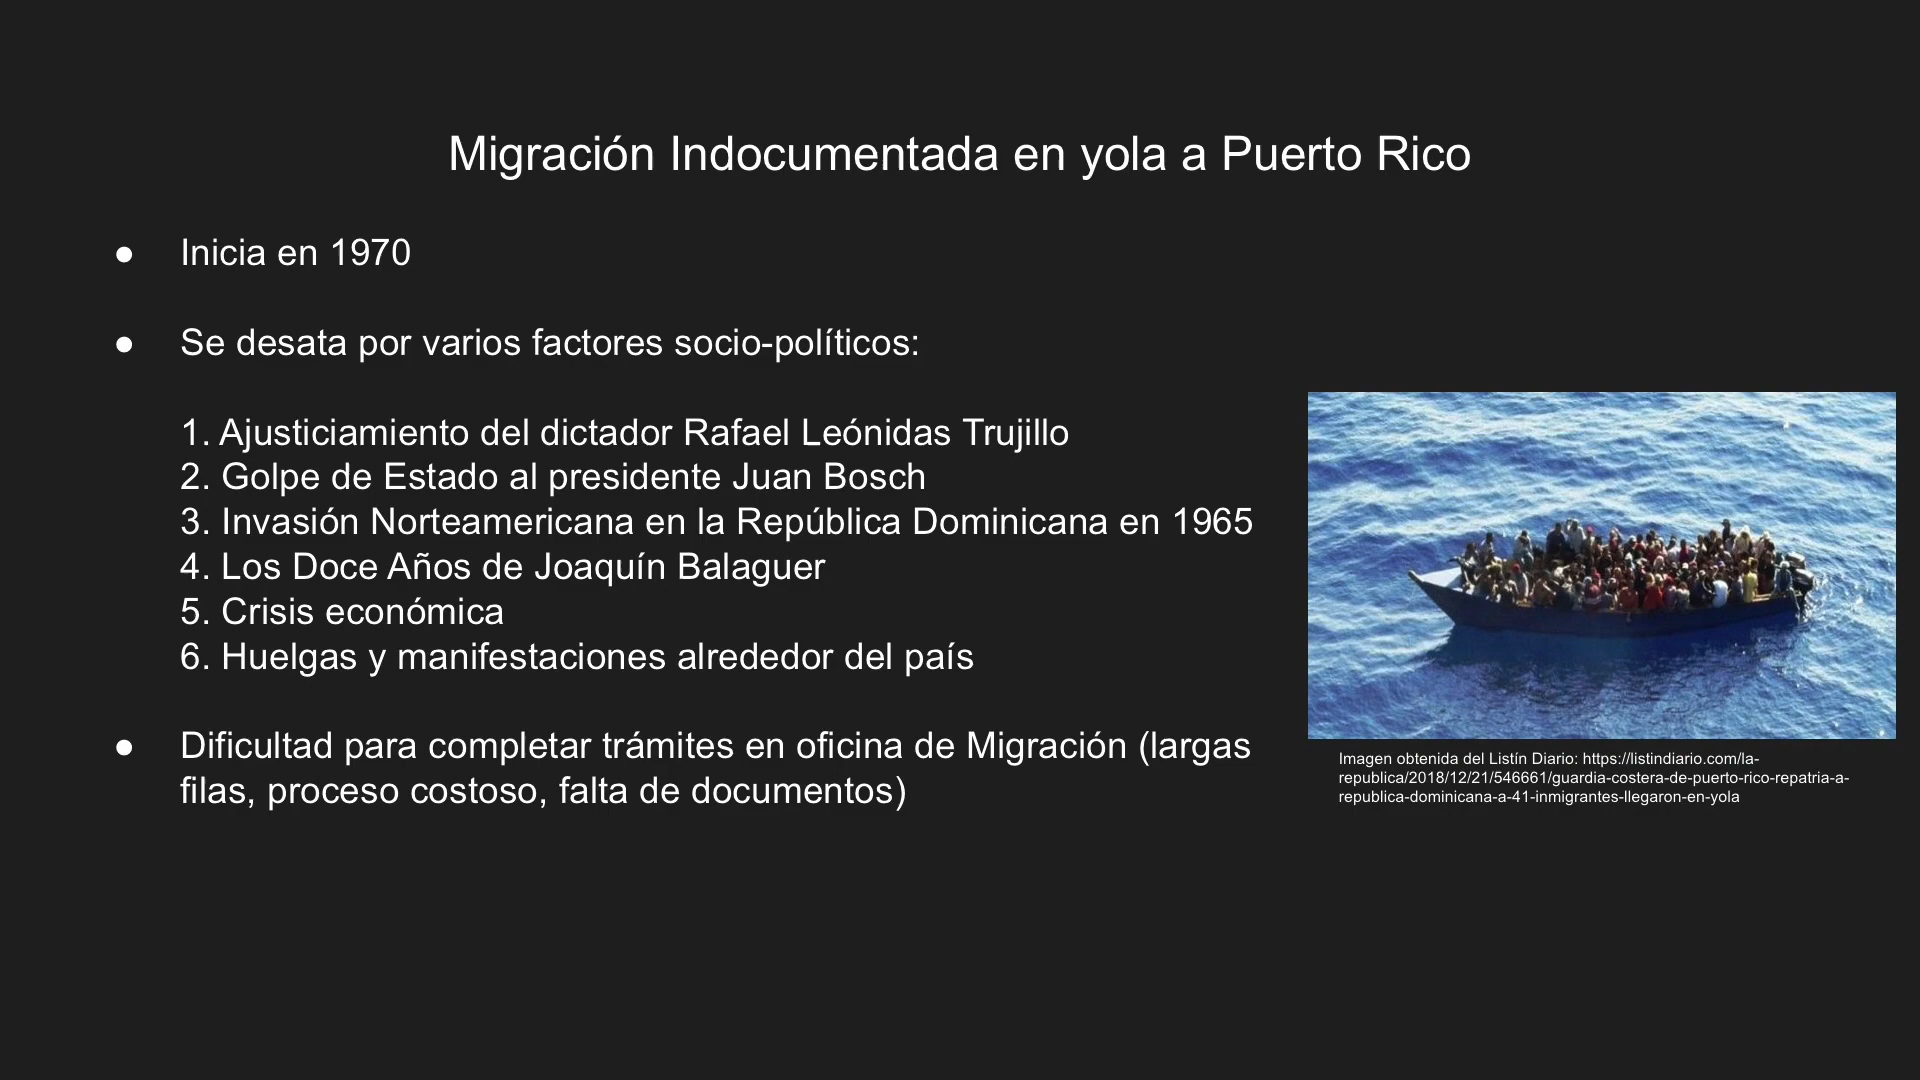 Migración Indocumentada en yola a Puerto Rico
● Inicia en 1970
● Se desata por varios factores socio-políticos:
1. Ajusticiamiento del dictador Rafael Leónidas Trujillo
2. Golpe de Estado al presidente Juan Bosch
3. Invasión Norteamericana en la República Dominicana en 1965
4. Los Doce Años de Joaquín Balaguer
5. Crisis económica
6. Huelgas y manifestaciones alrededor del país
● Dificultad para completar trámites en oficina de Migración (largas
filas, proceso costoso, falta de documentos)
Imagen obtenida del Listín Diario: https://listindiario.com/la-
republica/2018/12/21/546661/guardia-costera-de-puerto-rico-repatria-a-
republica-dominicana-a-41-inmigrantes-llegaron-en-yola